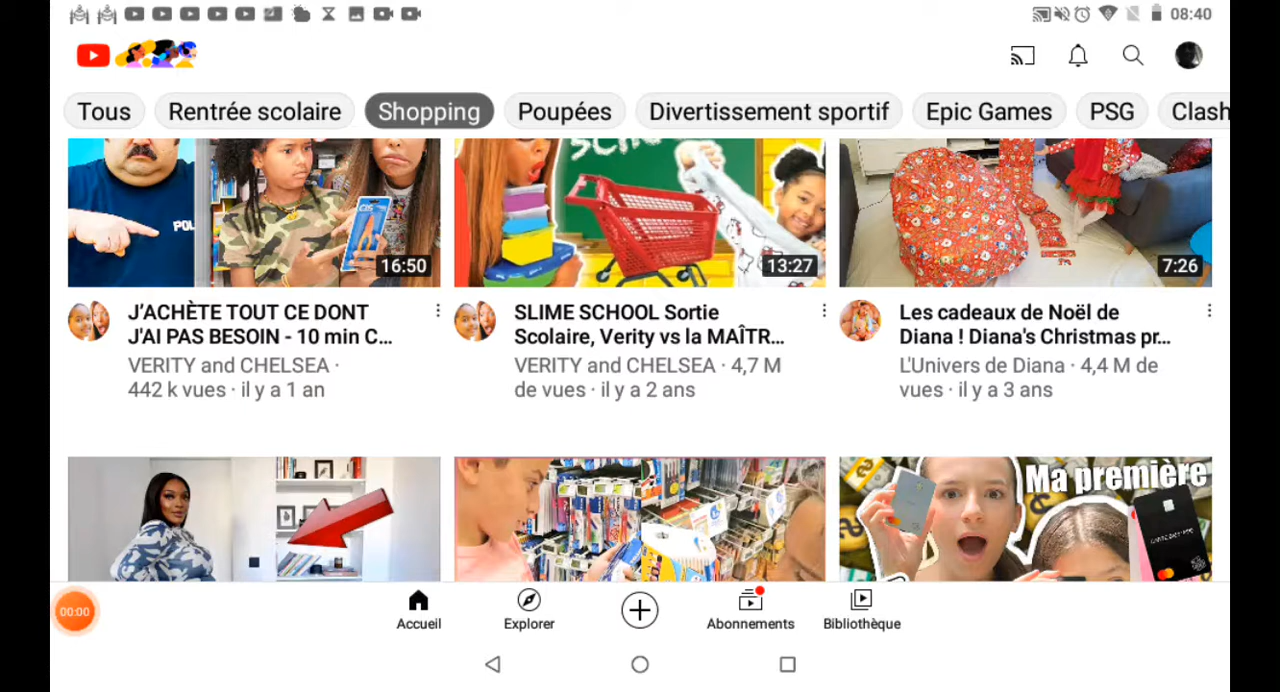 08:40
Tous Rentrée scolaire Shopping Poupées Divertissement sportif Epic Games PSG Clash
16:50
13:27
7:26
J’ACHÈTE TOUT CE DONT
J'AI PAS BESOIN - 10 min C...
VERITY and CHELSEA ·
442 k vues · il y a 1 an
SLIME SCHOOL Sortie
Scolaire, Verity vs la MAÎTR...
VERITY and CHELSEA · 4,7 M
de vues · il y a 2 ans
Les cadeaux de Noël de
Diana ! Diana's Christmas pr...
L'Univers de Diana · 4,4 M de
vues · il y a 3 ans
Ma première
00:00
Accueil
Explorer
Abonnements
Bibliothèque